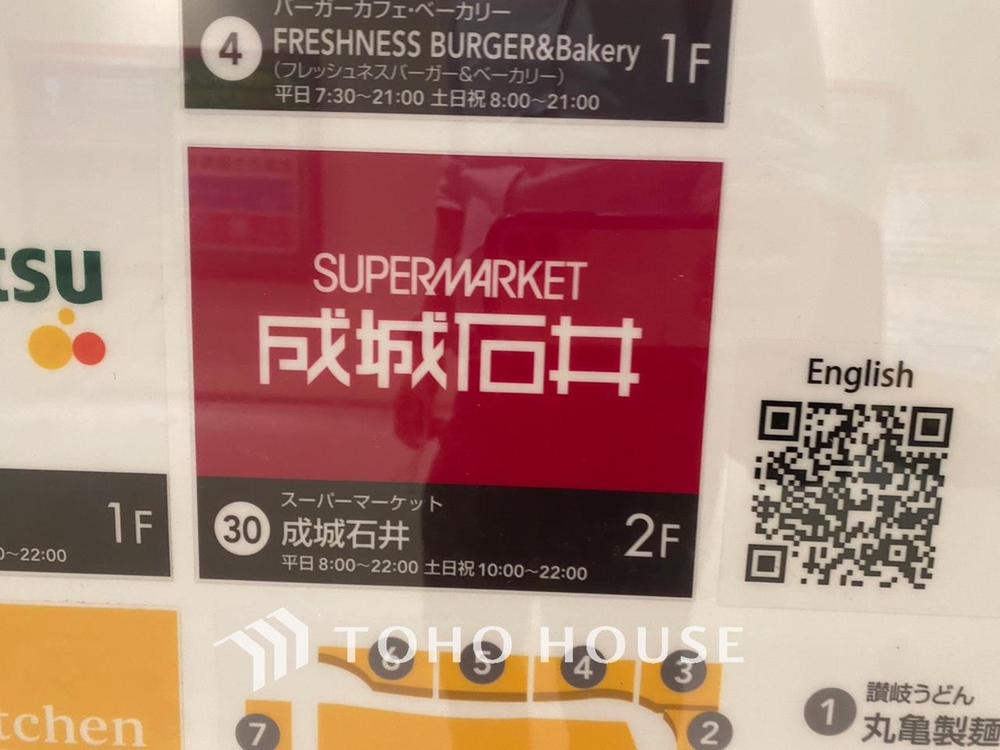 バーガーカフェ・ベーカリー
4
FRESHNESS BURGER&Bakery
1F
(フレッシュネスバーガー&ベーカリー)
平日 7:30〜21:00 土日祝 8:00〜21:00
tsu
SUPERMARKET
成城石井
English
1F
〜22:00
30
スーパーマーケット
成城石井
2F
平日 8:00〜22:00 土日祝 10:00〜22:00
TOHO HOUSE
6
5
4
3
7
2
tchen
1
讃岐うどん
丸亀製麺